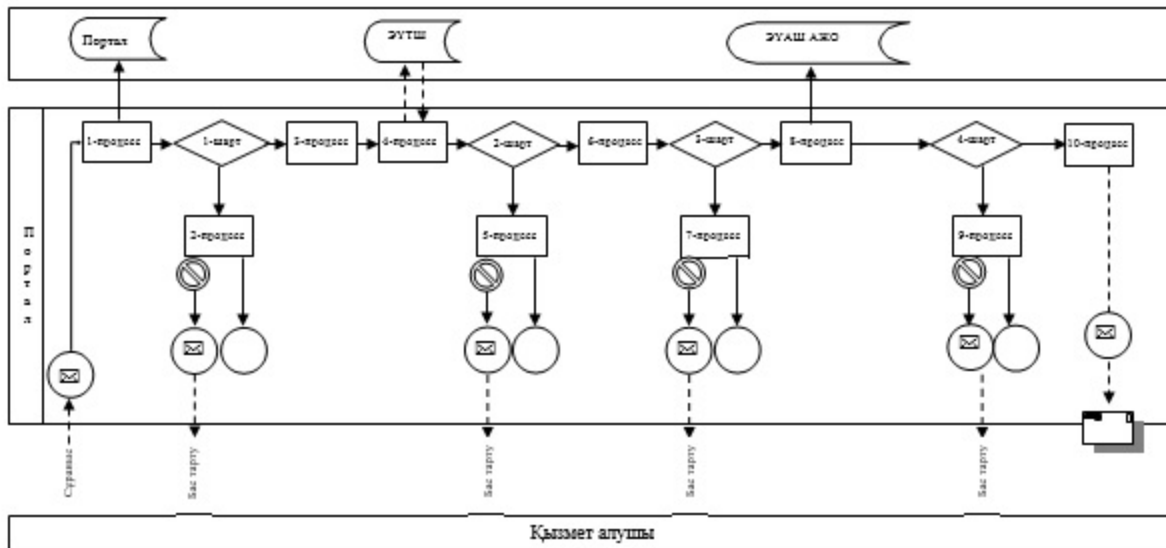 Портал
ЭҮТШ
ЭҮАШ АЖО
1-процесс
1-шарт
3-процесс
4-процесс
2-шарт
6-процесс
3-шарт
8-процесс
4-шарт
10-процесс
2-процесс
5-процесс
7-процесс
9-процесс
Портал
Сұраныс
Бас тарту
Бас тарту
Бас тарту
Бас тарту
Қызмет алушы